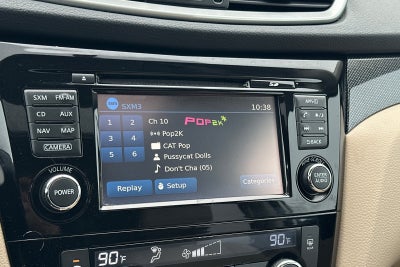 SXM FM·AM
CD AUX
NAV MAP
CAMERA
VOLUME
POWER
SXM3
10:38
1 2
3 4
5 6
Ch 10
POP2K
Pop2K
CAT Pop
Pussycat Dolls
Don't Cha (05)
Replay
Setup
Categories
BACK
ENTER
AUDIO
90°F
90°F